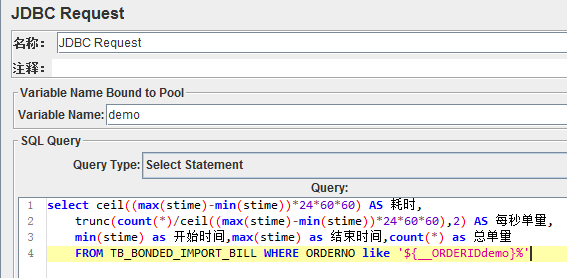 JDBC Request
名称： JDBC Request
注释：
Variable Name Bound to Pool
Variable Name: demo
SQL Query
Query Type: Select Statement
Query:
1 select ceil((max(stime)-min(stime))*24*60*60) AS 耗时,
2 trunc(count(*)/ceil((max(stime)-min(stime))*24*60*60),2) AS 每秒单量,
3 min(stime) as 开始时间,max(stime) as 结束时间,count(*) as 总单量
4 FROM TB_BONDED_IMPORT_BILL WHERE ORDERNO like '${__ORDERIDdemo}%'